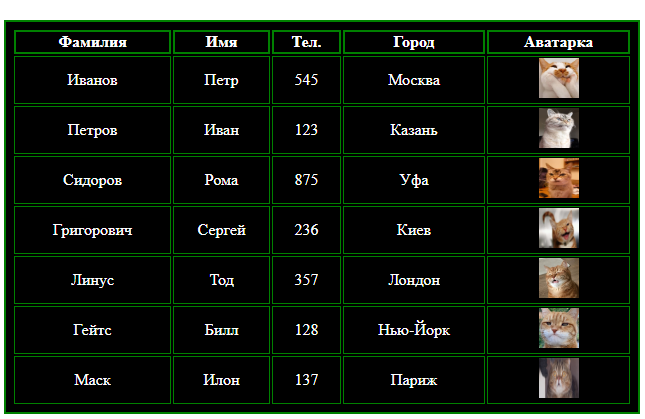 Фамилия Имя Тел. Город Аватарка
Иванов Петр 545 Москва
Петров Иван 123 Казань
Сидоров Рома 875 Уфа
Григорович Сергей 236 Киев
Линус Тод 357 Лондон
Гейтс Билл 128 Нью-Йорк
Маск Илон 137 Париж